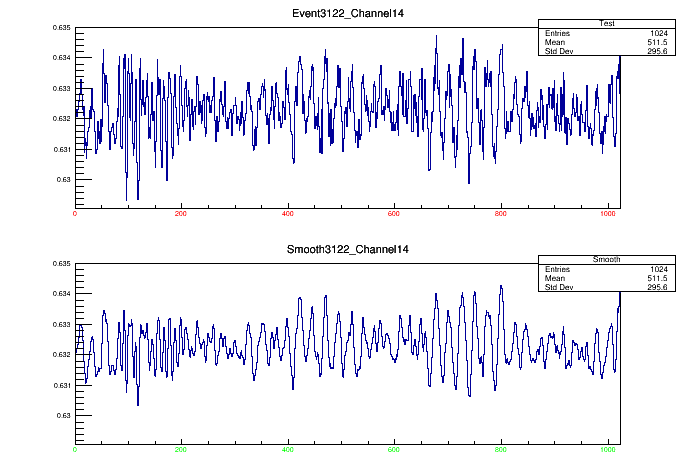 Event3122_Channel14
Test
Entries 1024
Mean 511.5
Std Dev 295.6
0.635
0.634
0.633
0.632
0.631
0.63
0 200 400 600 800 1000
Smooth3122_Channel14
Smooth
Entries 1024
Mean 511.5
Std Dev 295.6
0.635
0.634
0.633
0.632
0.631
0.63
0 200 400 600 800 1000